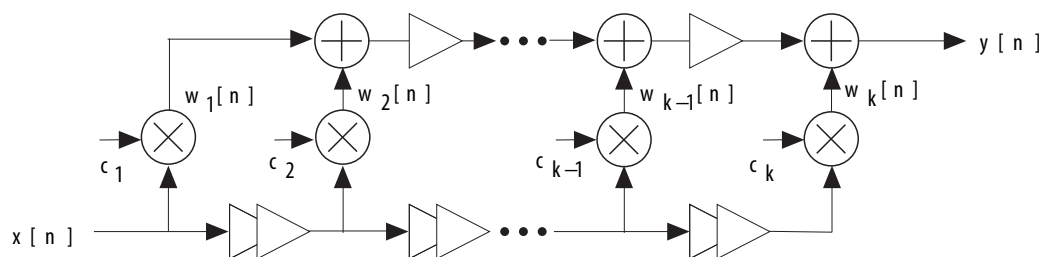 y [ n ]
w 1 [ n ]
w 2 [ n ]
w k–1 [ n ]
w k [ n ]
c 1
c 2
c k–1
c k
x [ n ]